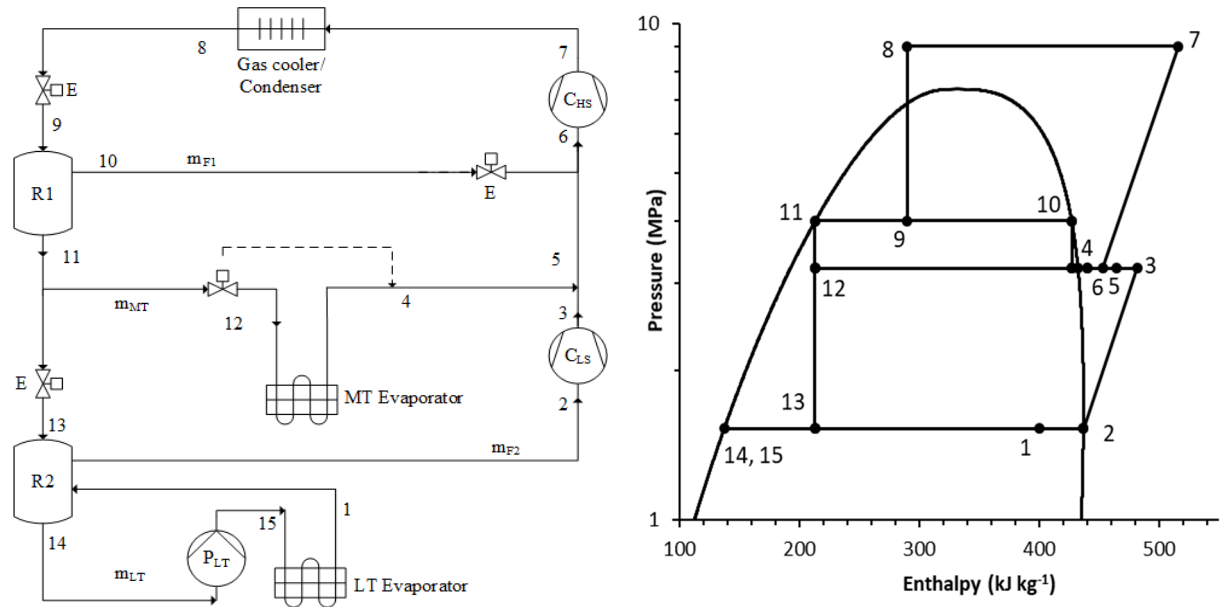 8
Gas cooler/
Condenser
7
E
C_HS
9
6
10
m_F1
E
R1
11
5
m_MT
12
4
3
E
C_LS
MT Evaporator
2
13
m_F2
R2
15
1
14
P_LT
m_LT
LT Evaporator
10
8
7
Pressure (MPa)
11
10
9
4
3
12
6
5
13
14, 15
1
2
1
100
200
300
400
500
Enthalpy (kJ kg⁻¹)